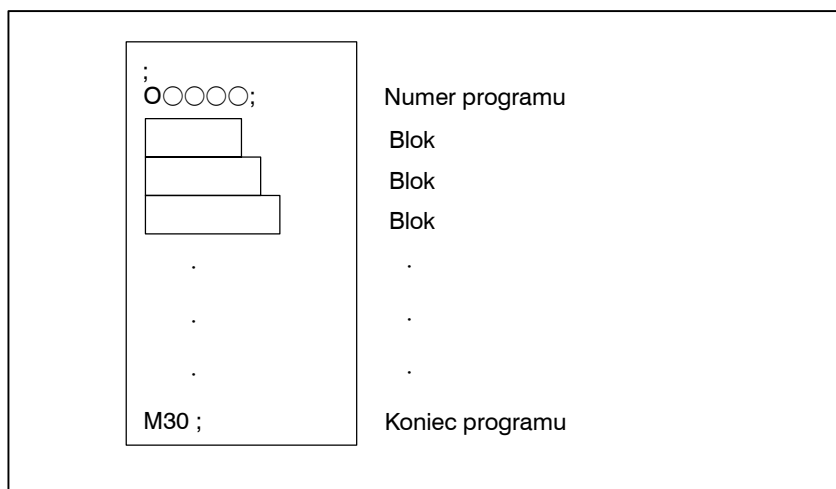 ;
O○○○○; Numer programu
Blok
Blok
Blok
. .
. .
. .
M30 ; Koniec programu